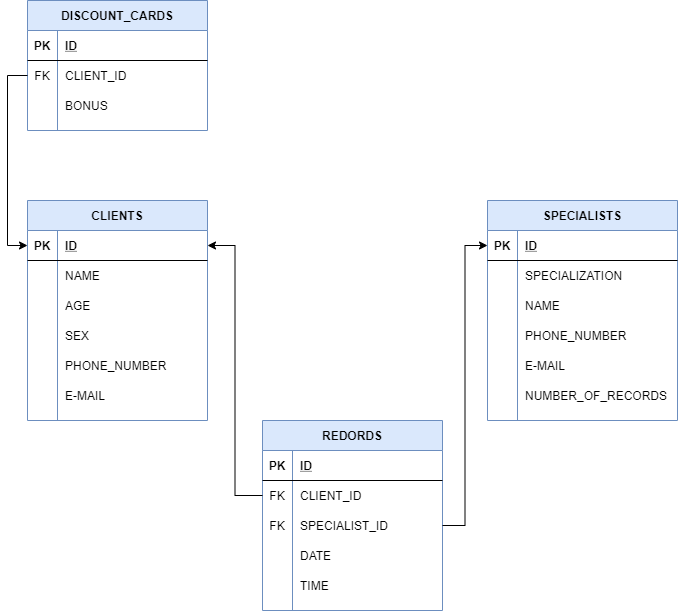 DISCOUNT_CARDS
PK ID
FK CLIENT_ID
BONUS
CLIENTS
PK ID
NAME
AGE
SEX
PHONE_NUMBER
E-MAIL
SPECIALISTS
PK ID
SPECIALIZATION
NAME
PHONE_NUMBER
E-MAIL
NUMBER_OF_RECORDS
REDORDS
PK ID
FK CLIENT_ID
FK SPECIALIST_ID
DATE
TIME